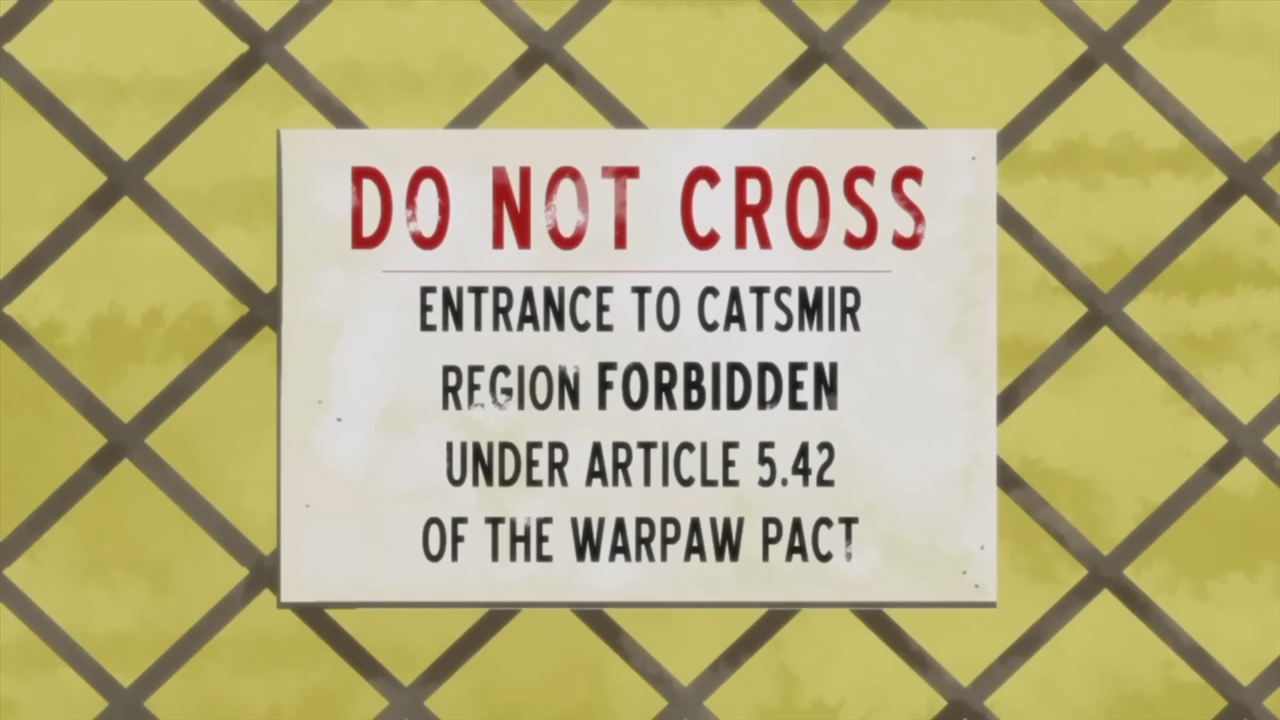 DO NOT CROSS
ENTRANCE TO CATSMIR
REGION FORBIDDEN
UNDER ARTICLE 5.42
OF THE WARPAW PACT